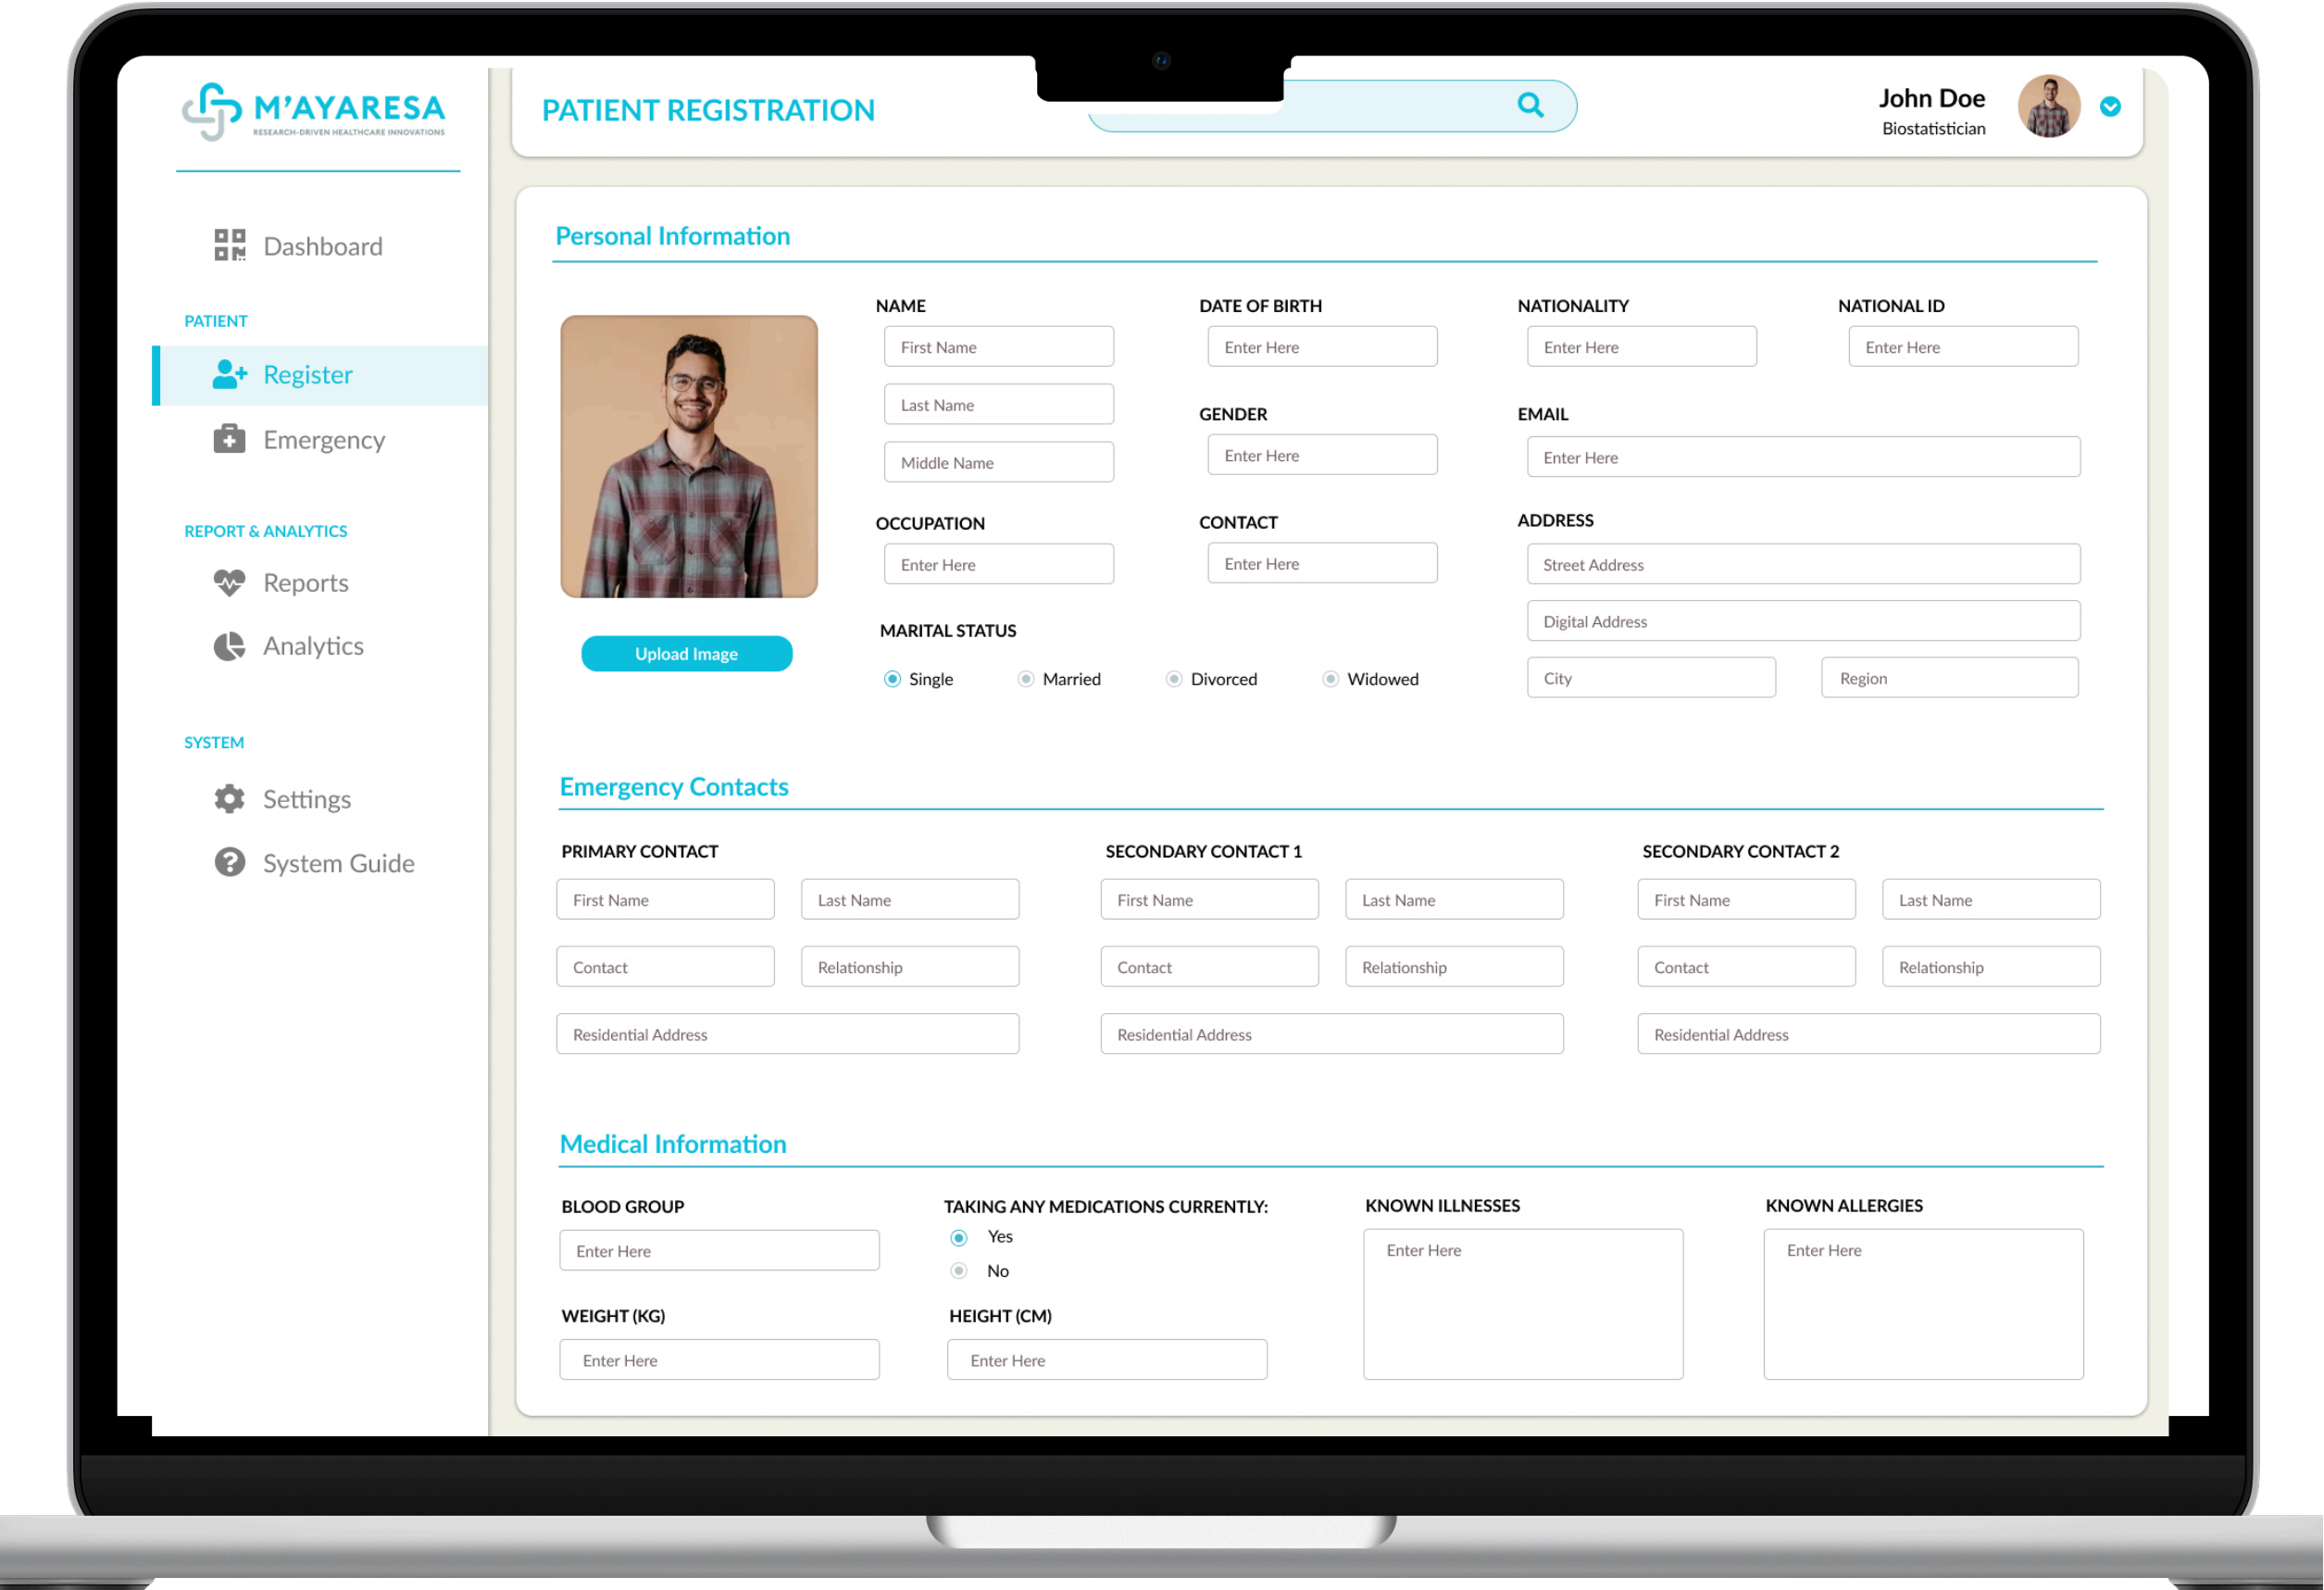 M'AYARESA
RESEARCH-DRIVEN HEALTHCARE INNOVATIONS
Dashboard
PATIENT
Register
Emergency
REPORT & ANALYTICS
Reports
Analytics
SYSTEM
Settings
System Guide
PATIENT REGISTRATION
John Doe
Biostatistician
Personal Information
Upload Image
NAME
First Name
Last Name
Middle Name
OCCUPATION
Enter Here
DATE OF BIRTH
Enter Here
GENDER
Enter Here
CONTACT
Enter Here
MARITAL STATUS
Single Married Divorced Widowed
NATIONALITY
Enter Here
NATIONAL ID
Enter Here
EMAIL
Enter Here
ADDRESS
Street Address
Digital Address
City Region
Emergency Contacts
PRIMARY CONTACT
First Name Last Name
Contact Relationship
Residential Address
SECONDARY CONTACT 1
First Name Last Name
Contact Relationship
Residential Address
SECONDARY CONTACT 2
First Name Last Name
Contact Relationship
Residential Address
Medical Information
BLOOD GROUP
Enter Here
TAKING ANY MEDICATIONS CURRENTLY:
Yes
No
WEIGHT (KG)
Enter Here
HEIGHT (CM)
Enter Here
KNOWN ILLNESSES
Enter Here
KNOWN ALLERGIES
Enter Here